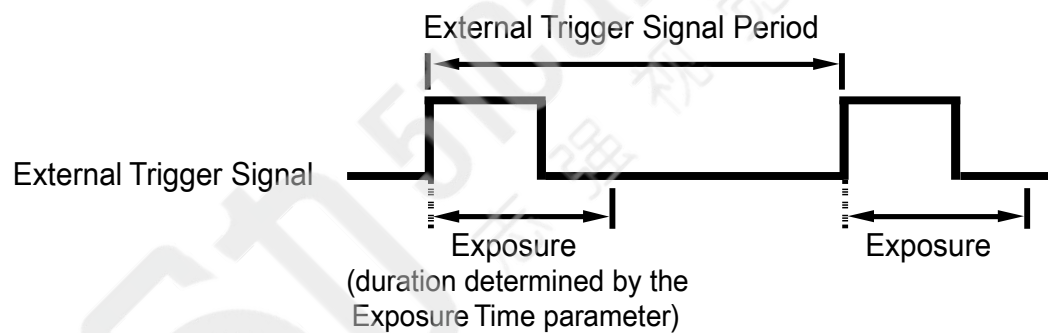 External Trigger Signal Period
External Trigger Signal
Exposure
(duration determined by the
Exposure Time parameter)
Exposure